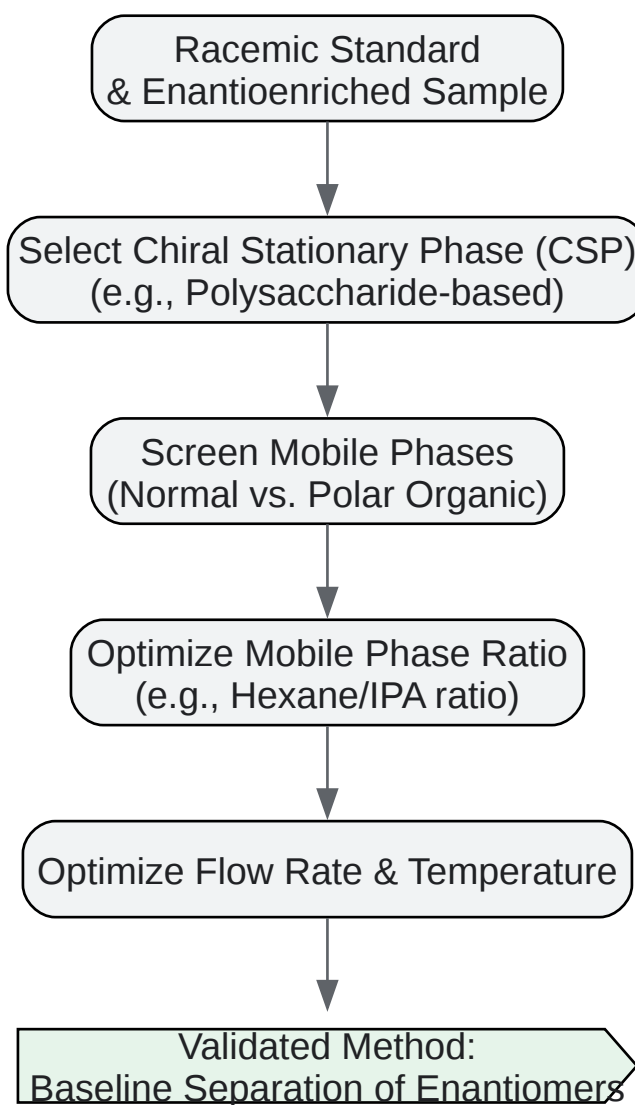 Racemic Standard
& Enantioenriched Sample
Select Chiral Stationary Phase (CSP)
(e.g., Polysaccharide-based)
Screen Mobile Phases
(Normal vs. Polar Organic)
Optimize Mobile Phase Ratio
(e.g., Hexane/IPA ratio)
Optimize Flow Rate & Temperature
Validated Method:
Baseline Separation of Enantiomers